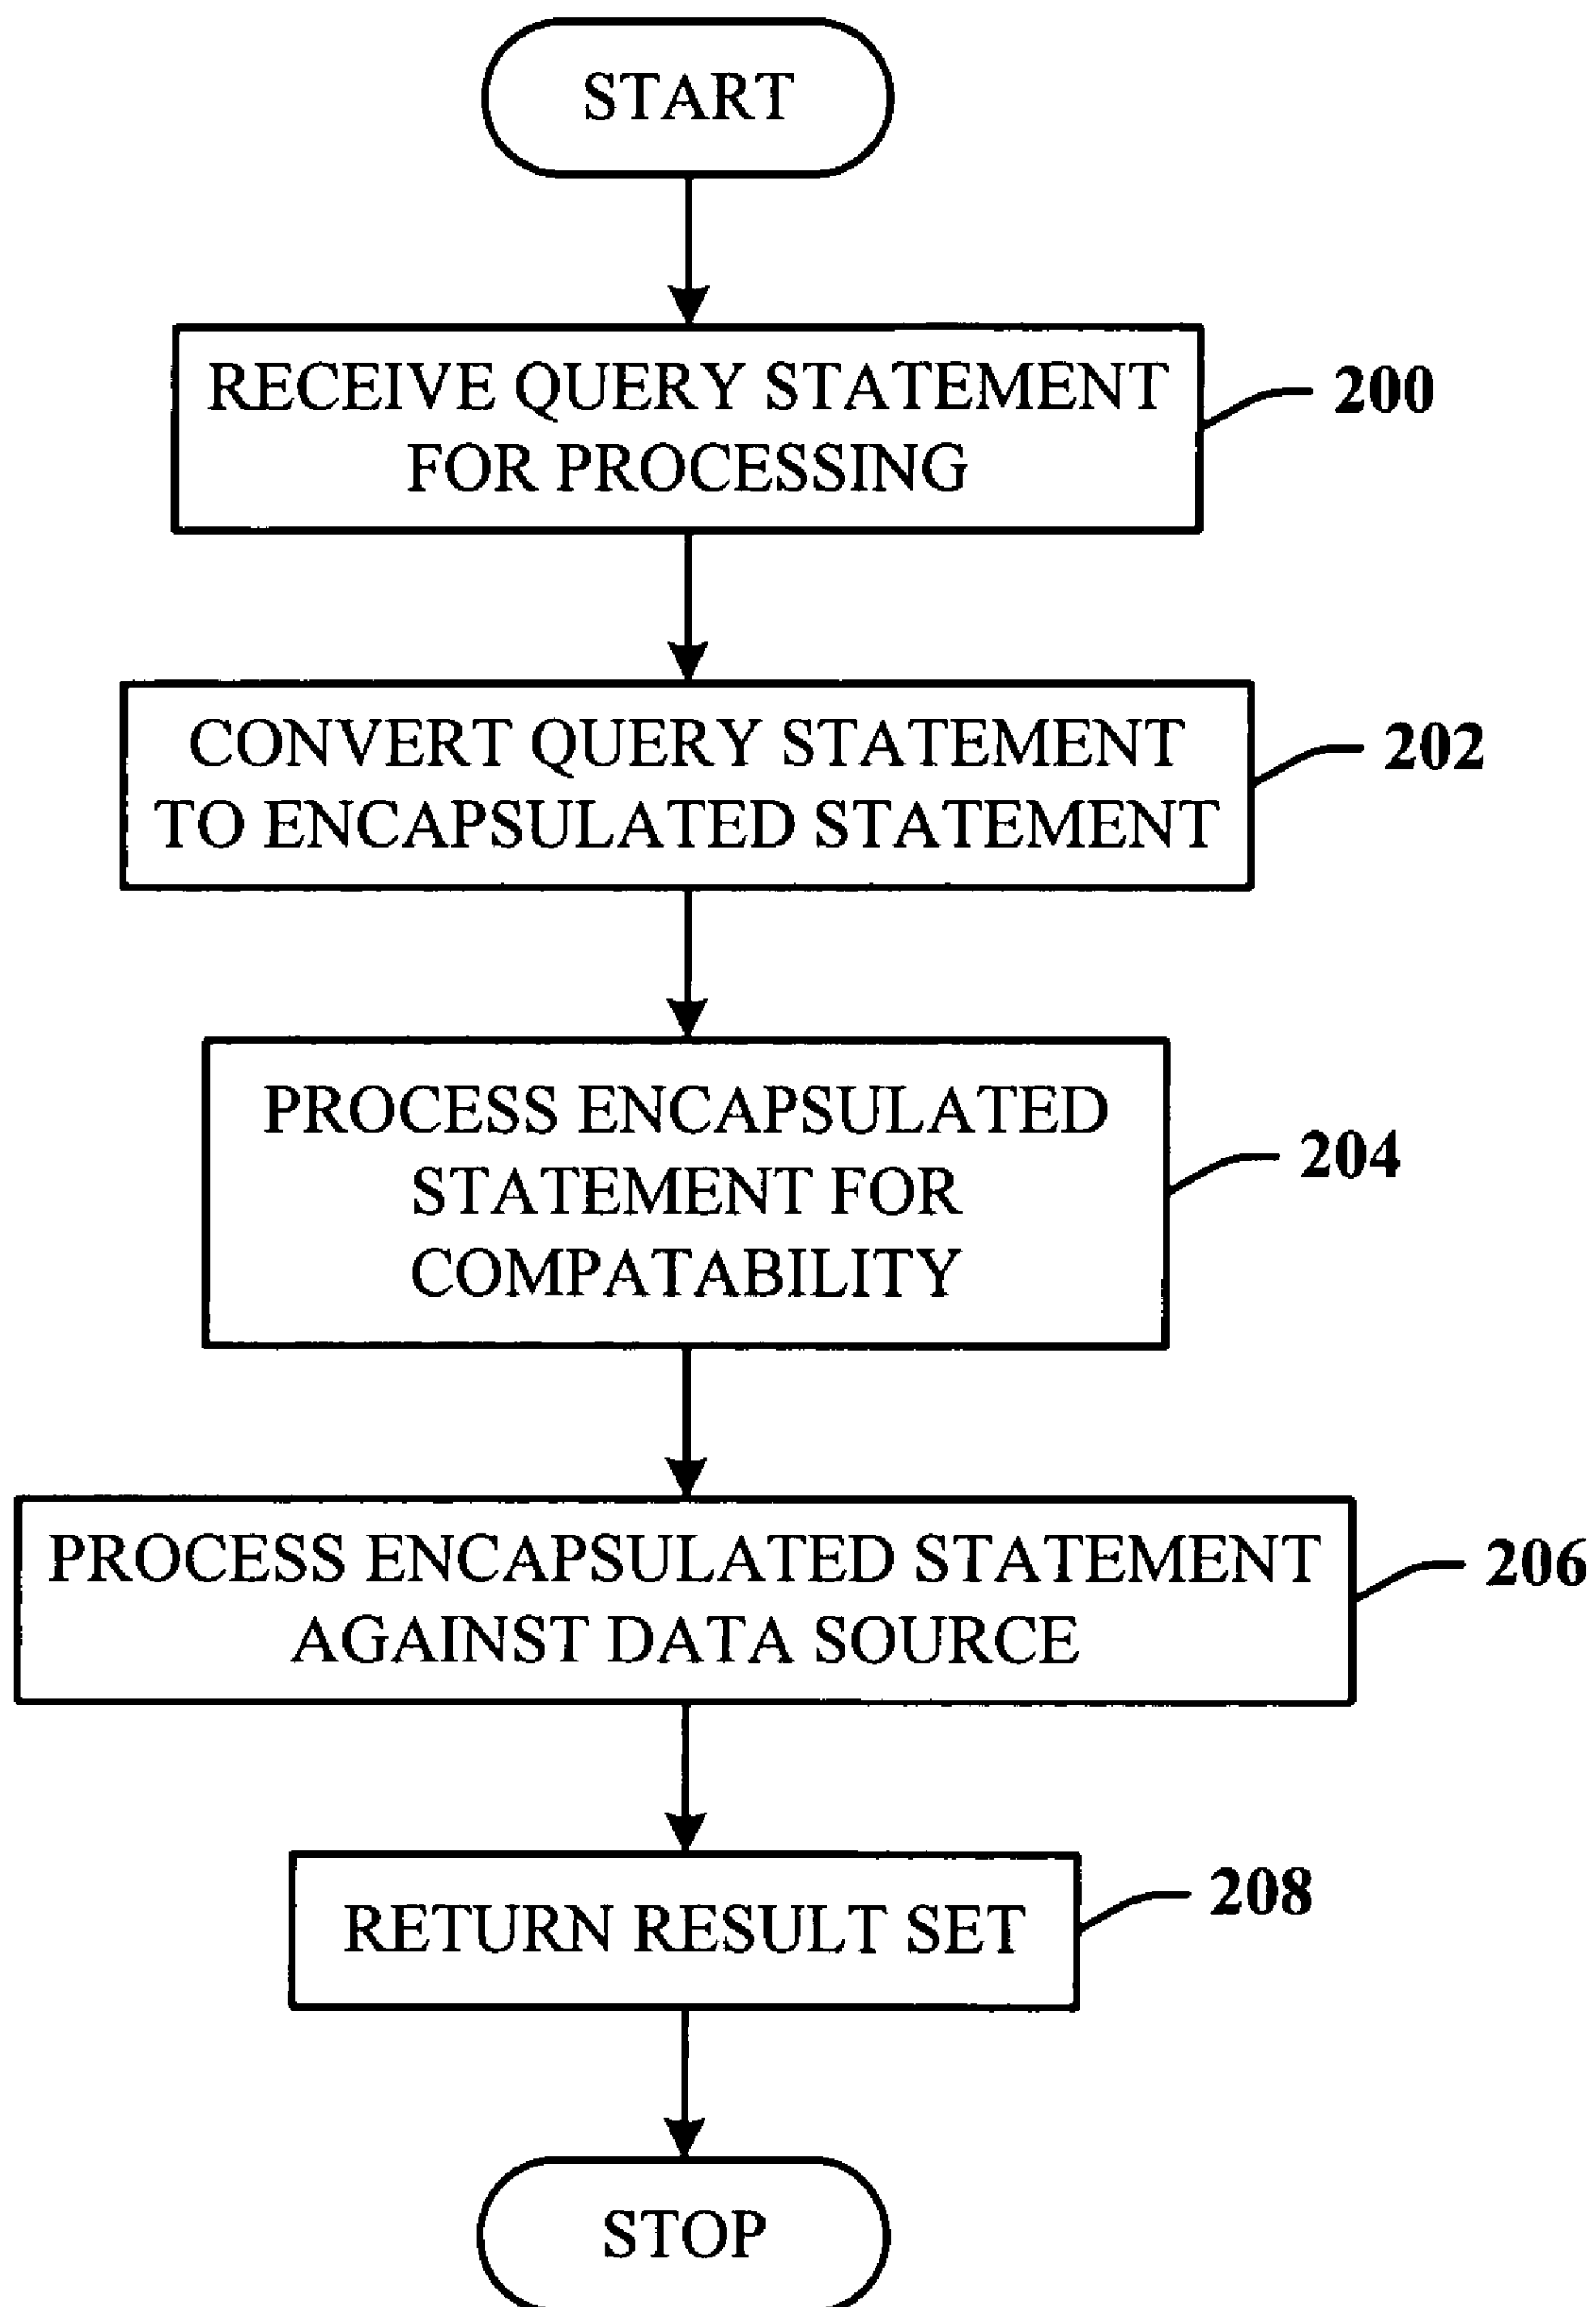 START
RECEIVE QUERY STATEMENT
FOR PROCESSING
200
CONVERT QUERY STATEMENT
TO ENCAPSULATED STATEMENT
202
PROCESS ENCAPSULATED
STATEMENT FOR
COMPATABILITY
204
PROCESS ENCAPSULATED STATEMENT
AGAINST DATA SOURCE
206
RETURN RESULT SET
208
STOP